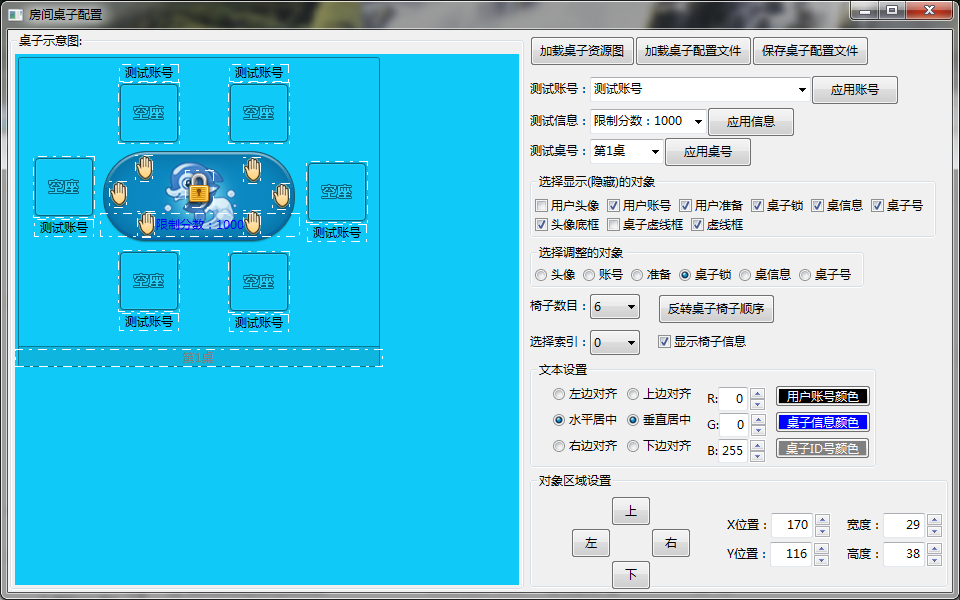 房间桌子配置
桌子示意图:
测试账号 测试账号
空座 空座
空座 空座
测试账号 测试账号
限制分数：1000
空座 空座
测试账号 测试账号
第1桌
加载桌子资源图 加载桌子配置文件 保存桌子配置文件
测试账号： 测试账号 应用账号
测试信息： 限制分数：1000 应用信息
测试桌号： 第1桌 应用桌号
选择显示(隐藏)的对象
用户头像 用户账号 用户准备 桌子锁 桌信息 桌子号
头像底框 桌子虚线框 虚线框
选择调整的对象
头像 账号 准备 桌子锁 桌信息 桌子号
椅子数目： 6 反转桌子椅子顺序
选择索引： 0 显示椅子信息
文本设置
左边对齐 上边对齐 R: 0 用户账号颜色
水平居中 垂直居中 G: 0 桌子信息颜色
右边对齐 下边对齐 B: 255 桌子ID号颜色
对象区域设置
上
左 右
下
X位置： 170 宽度： 29
Y位置： 116 高度： 38